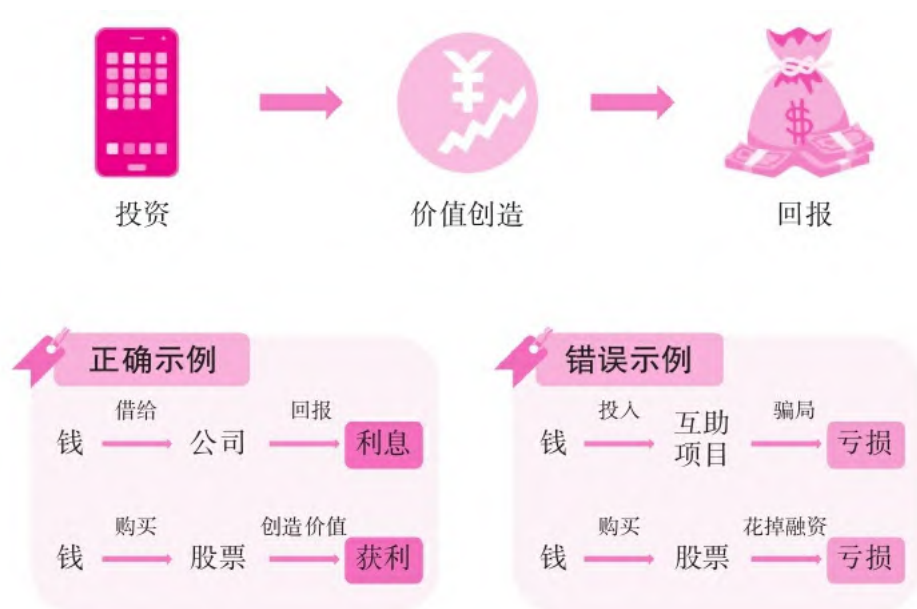 投资
价值创造
回报
正确示例
借给
回报
钱
公司
利息
购买
创造价值
钱
股票
获利
错误示例
投入
骗局
钱
互助
项目
亏损
购买
花掉融资
钱
股票
亏损
¥
$